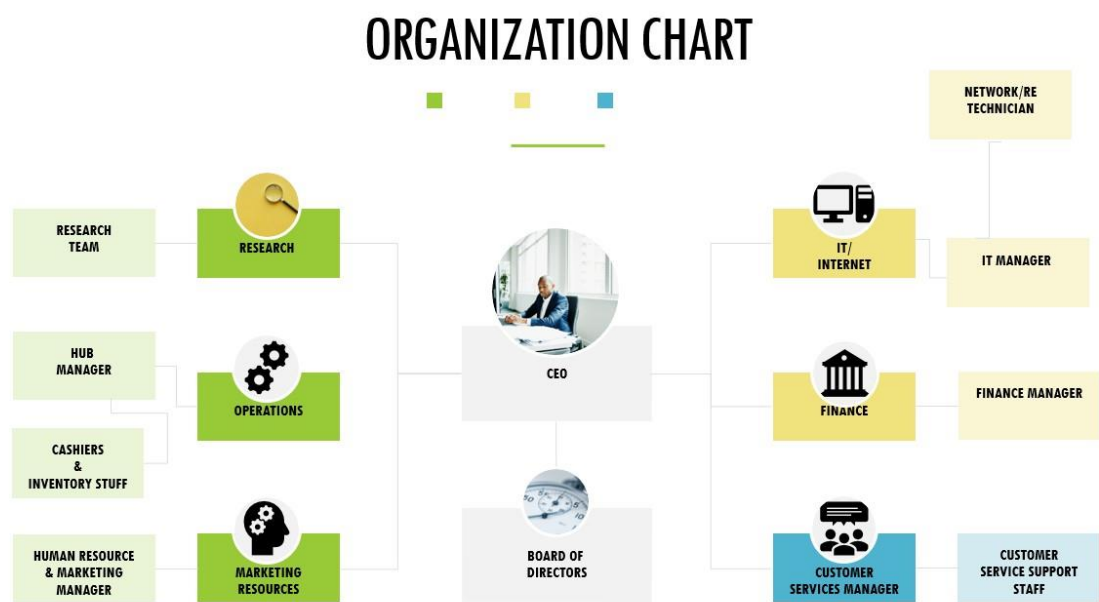 ORGANIZATION CHART
NETWORK/RE
TECHNICIAN
RESEARCH
TEAM
RESEARCH
IT/
INTERNET
IT MANAGER
HUB
MANAGER
OPERATIONS
CEO
FINANCE
FINANCE MANAGER
CASHIERS
&
INVENTORY STUFF
HUMAN RESOURCE
& MARKETING
MANAGER
MARKETING
RESOURCES
BOARD OF
DIRECTORS
CUSTOMER
SERVICES MANAGER
CUSTOMER
SERVICE SUPPORT
STAFF